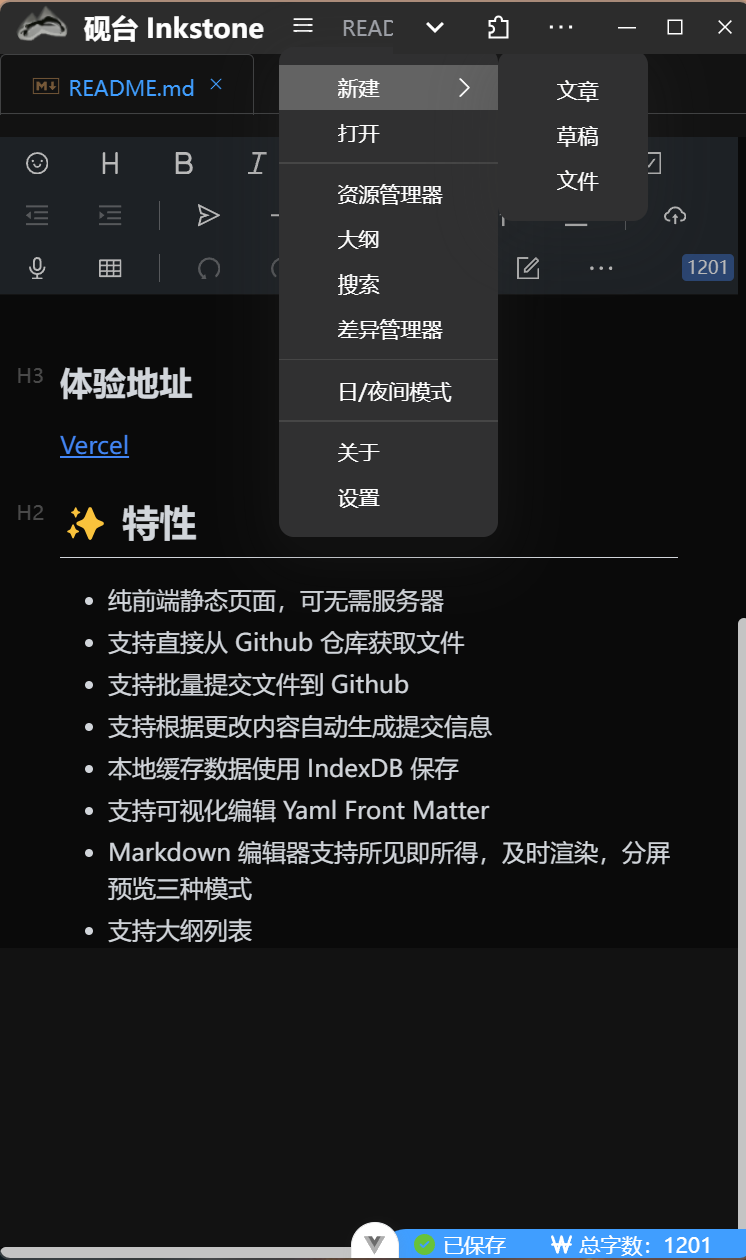 砚台 Inkstone
READ
M↓ README.md
新建
打开
资源管理器
大纲
搜索
差异管理器
日/夜间模式
关于
设置
文章
草稿
文件
H B I
1201
H3 体验地址
Vercel
H2 ✨ 特性
• 纯前端静态页面，可无需服务器
• 支持直接从 Github 仓库获取文件
• 支持批量提交文件到 Github
• 支持根据更改内容自动生成提交信息
• 本地缓存数据使用 IndexDB 保存
• 支持可视化编辑 Yaml Front Matter
• Markdown 编辑器支持所见即所得，及时渲染，分屏
预览三种模式
• 支持大纲列表
已保存 ₩ 总字数：1201